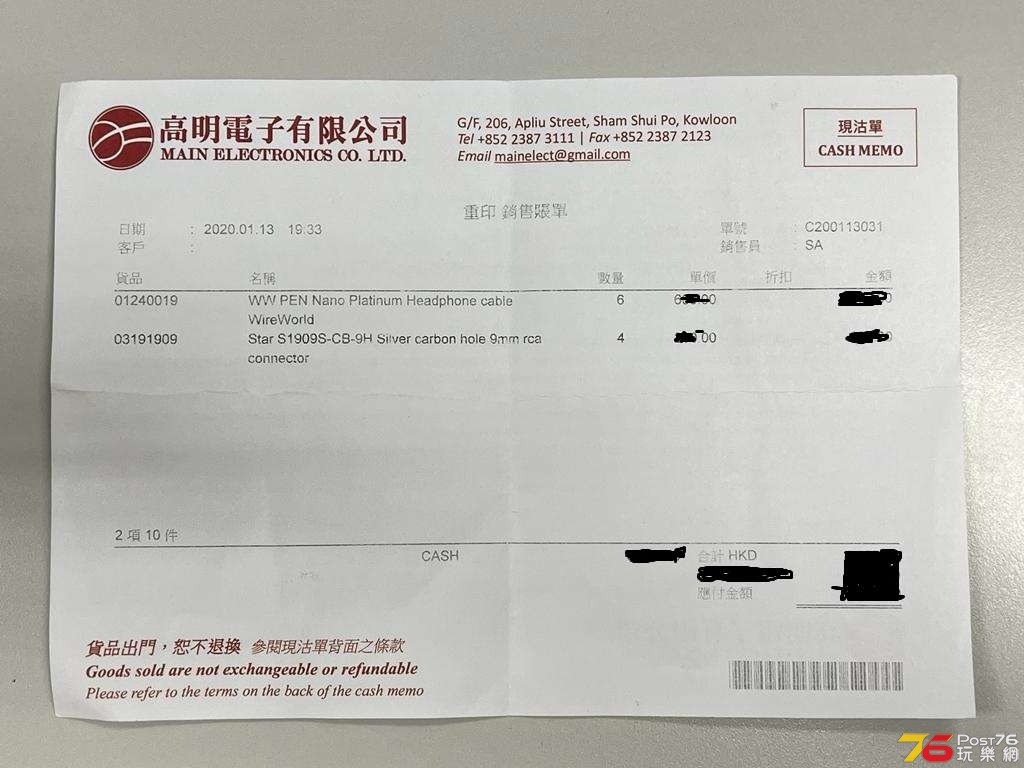 高明電子有限公司
MAIN ELECTRONICS CO. LTD.
G/F, 206, Apliu Street, Sham Shui Po, Kowloon
Tel +852 2387 3111 | Fax +852 2387 2123
Email mainelect@gmail.com
現沽單
CASH MEMO
重印 銷售賬單
日期 : 2020.01.13 19:33
客戶 :
單號 : C200113031
銷售員 : SA
貨品 名稱 數量 單價 折扣 金額
01240019 WW PEN Nano Platinum Headphone cable 6
WireWorld
03191909 Star S1909S-CB-9H Silver carbon hole 9mm rca 4
connector
2 項 10 件
CASH 合計 HKD
應付金額
貨品出門，恕不退換 參閱現沽單背面之條款
Goods sold are not exchangeable or refundable
Please refer to the terms on the back of the cash memo
76 Post76
玩樂網